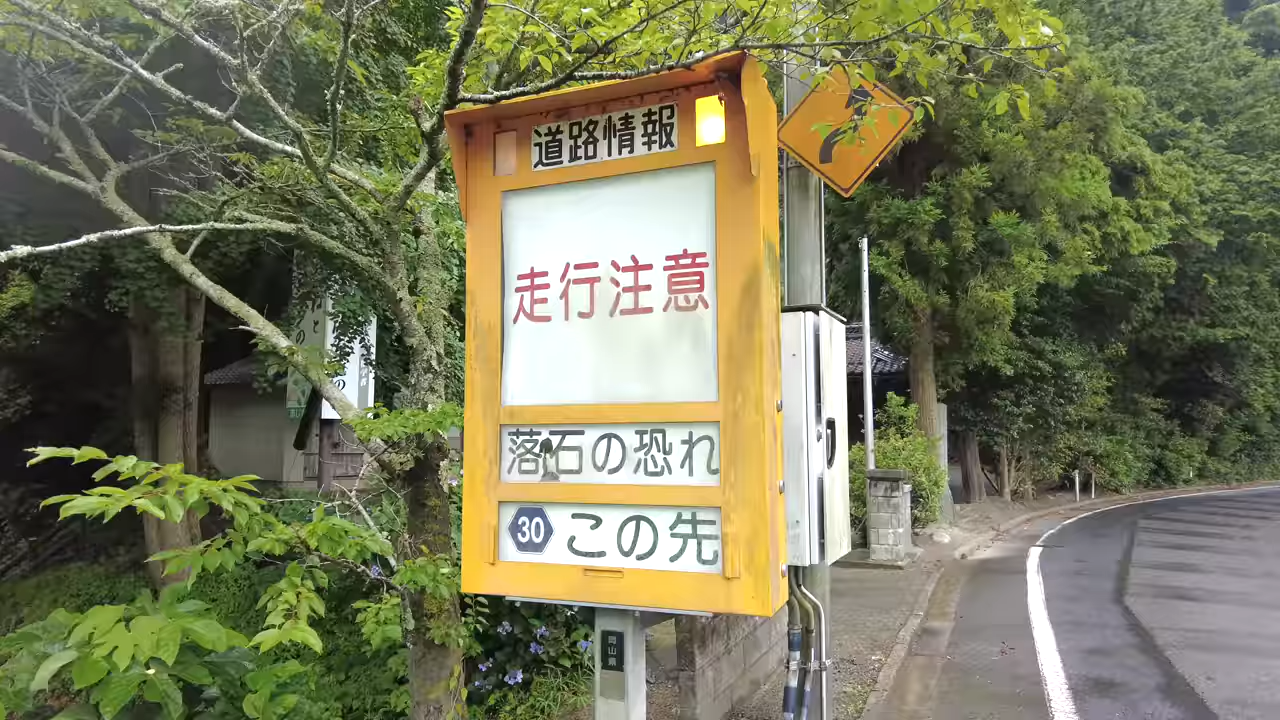 道路情報
走行注意
落石の恐れ
30 この先
岡山県